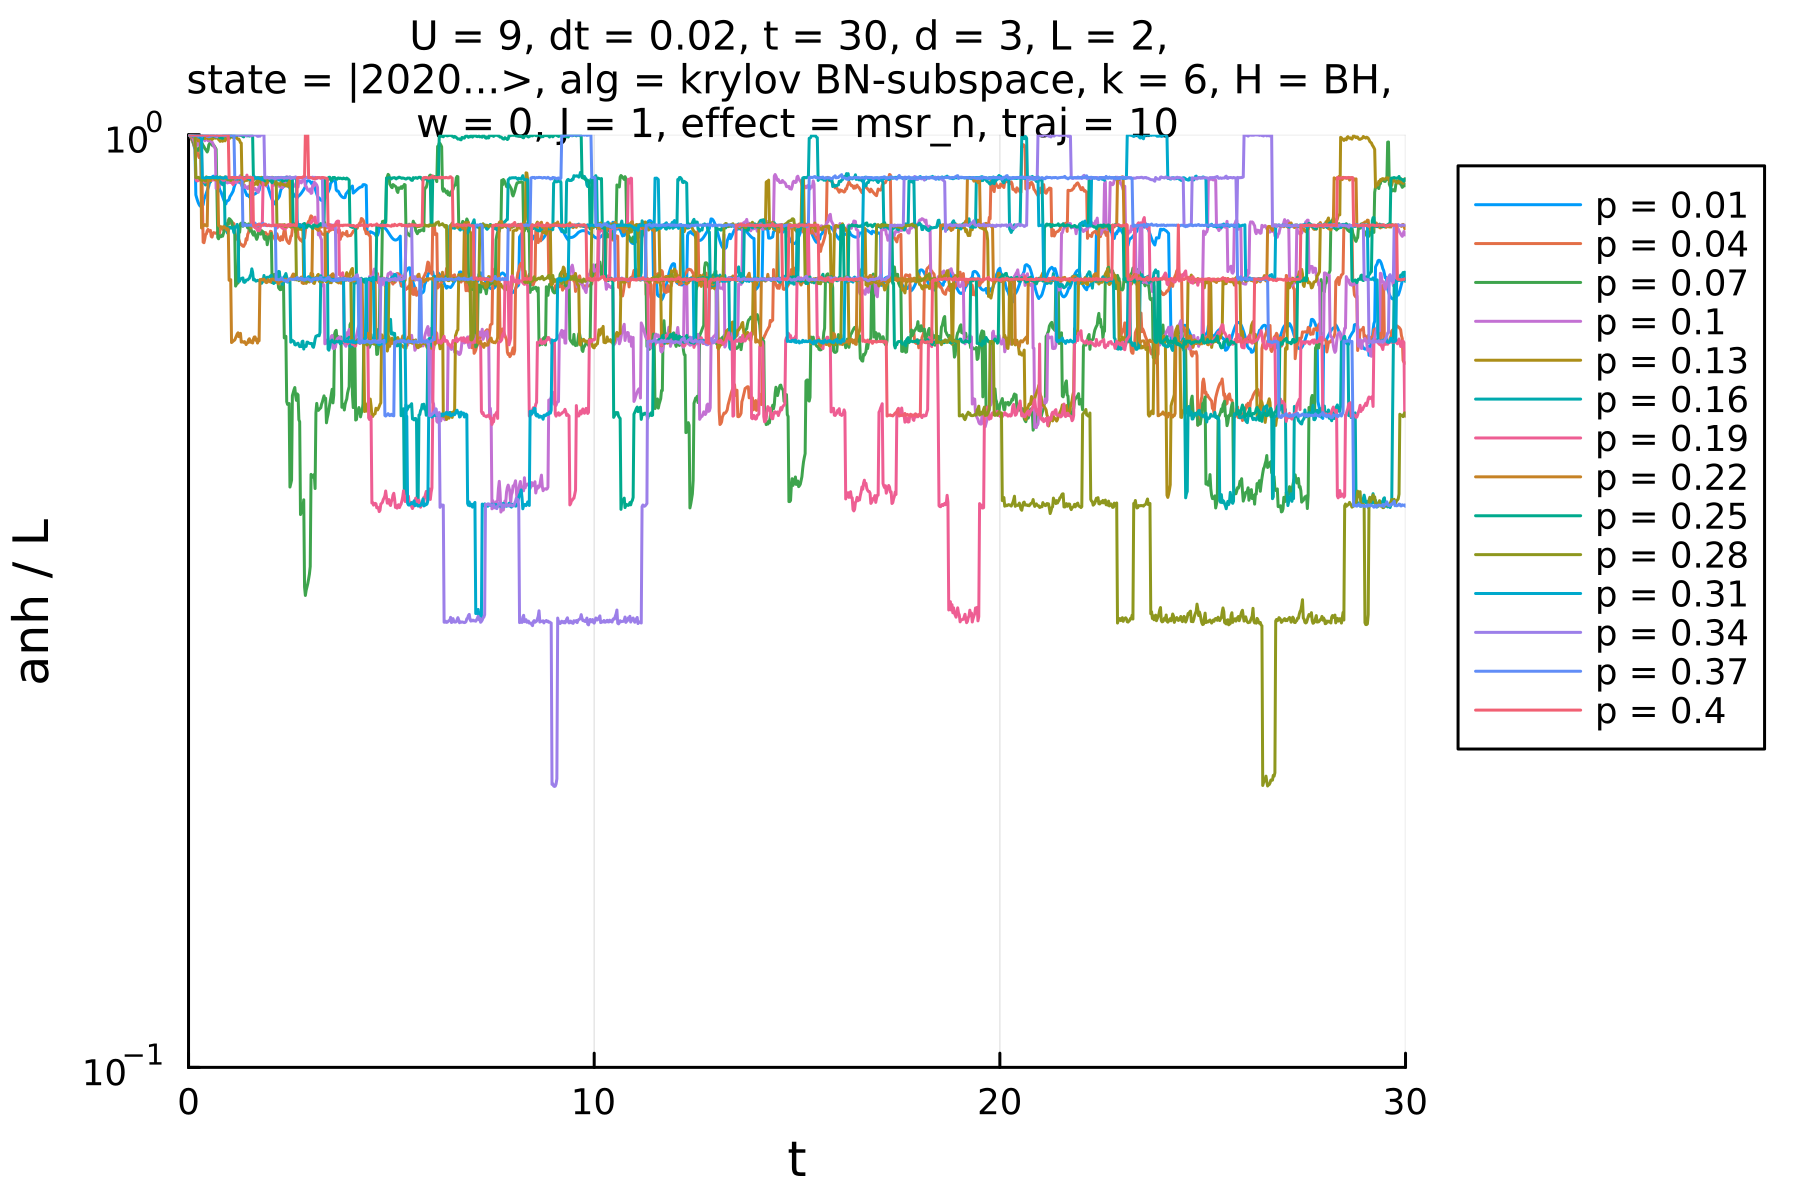 U = 9, dt = 0.02, t = 30, d = 3, L = 2,
state = |2020...>, alg = krylov BN-subspace, k = 6, H = BH,
w = 0, J = 1, effect = msr_n, traj = 10
10⁰
anh / L
10⁻¹
0 10 20 30
t
p = 0.01
p = 0.04
p = 0.07
p = 0.1
p = 0.13
p = 0.16
p = 0.19
p = 0.22
p = 0.25
p = 0.28
p = 0.31
p = 0.34
p = 0.37
p = 0.4